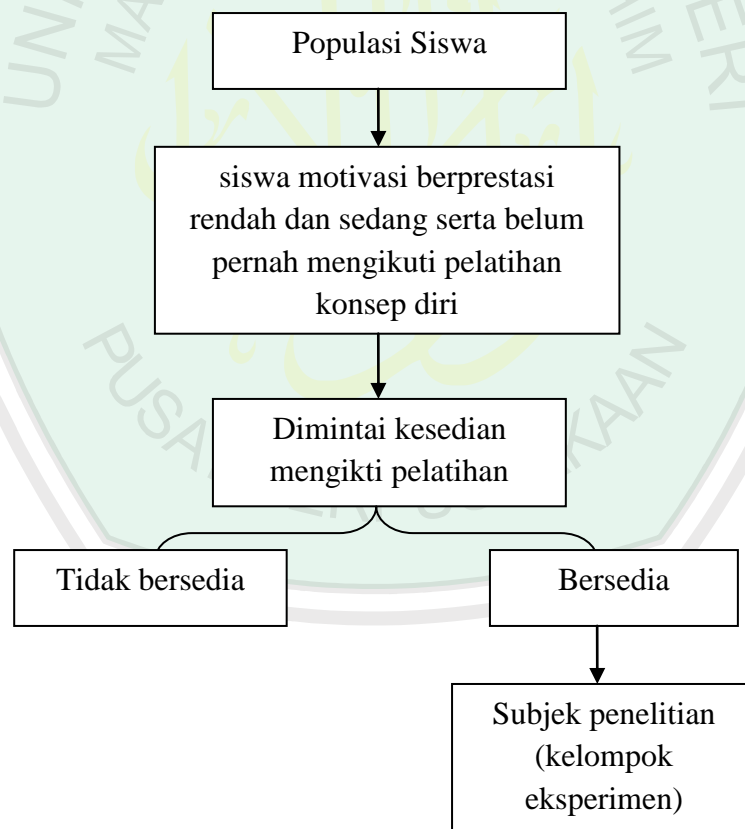 Populasi Siswa
siswa motivasi berprestasi
rendah dan sedang serta belum
pernah mengikuti pelatihan
konsep diri
Dimintai kesedian
mengikti pelatihan
Tidak bersedia
Bersedia
Subjek penelitian
(kelompok
eksperimen)